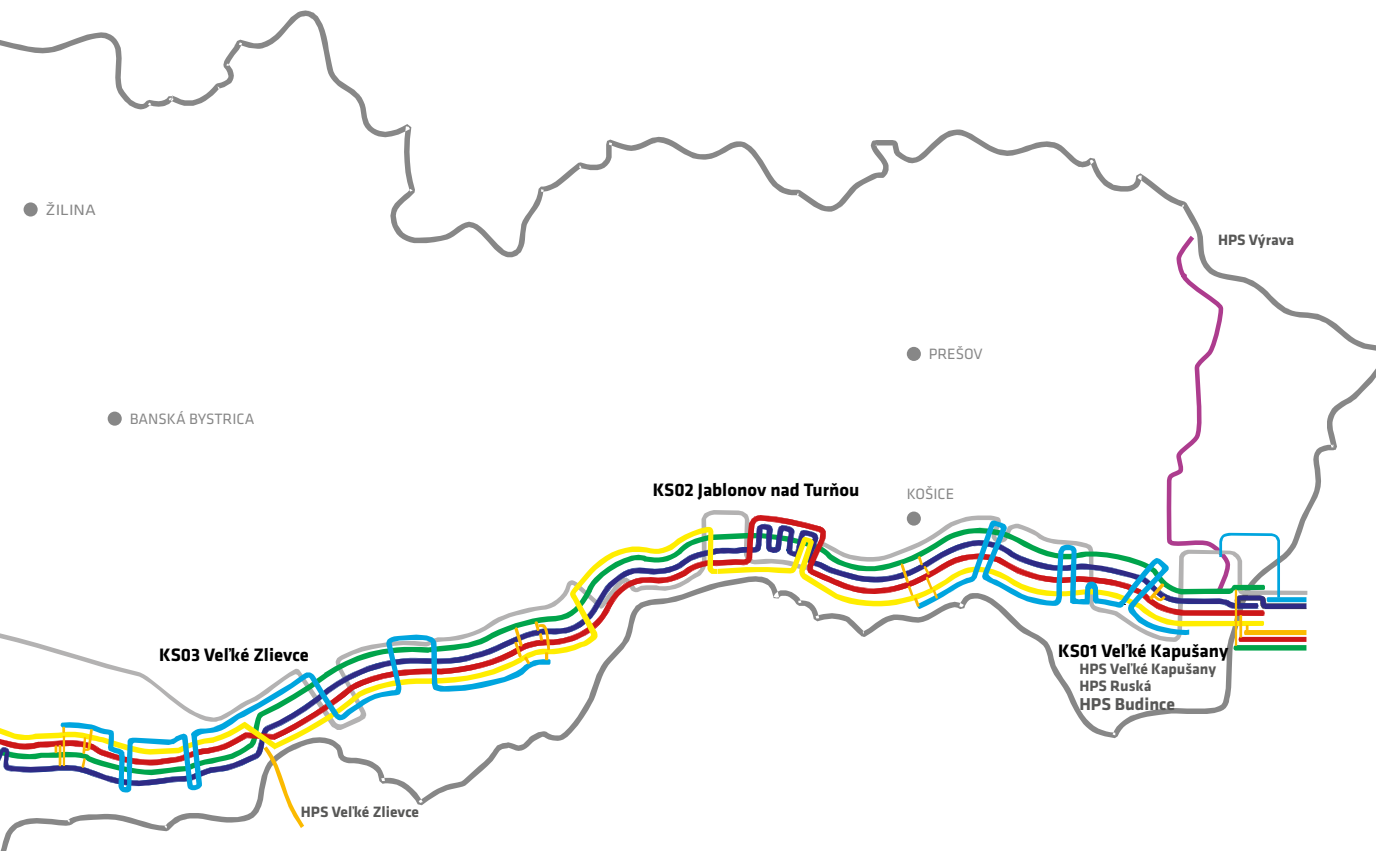 ŽILINA
HPS Výrava
PREŠOV
BANSKÁ BYSTRICA
KS02 Jablonov nad Turňou
KOŠICE
KS03 Veľké Zlievce
KS01 Veľké Kapušany
HPS Veľké Kapušany
HPS Ruská
HPS Budince
HPS Veľké Zlievce